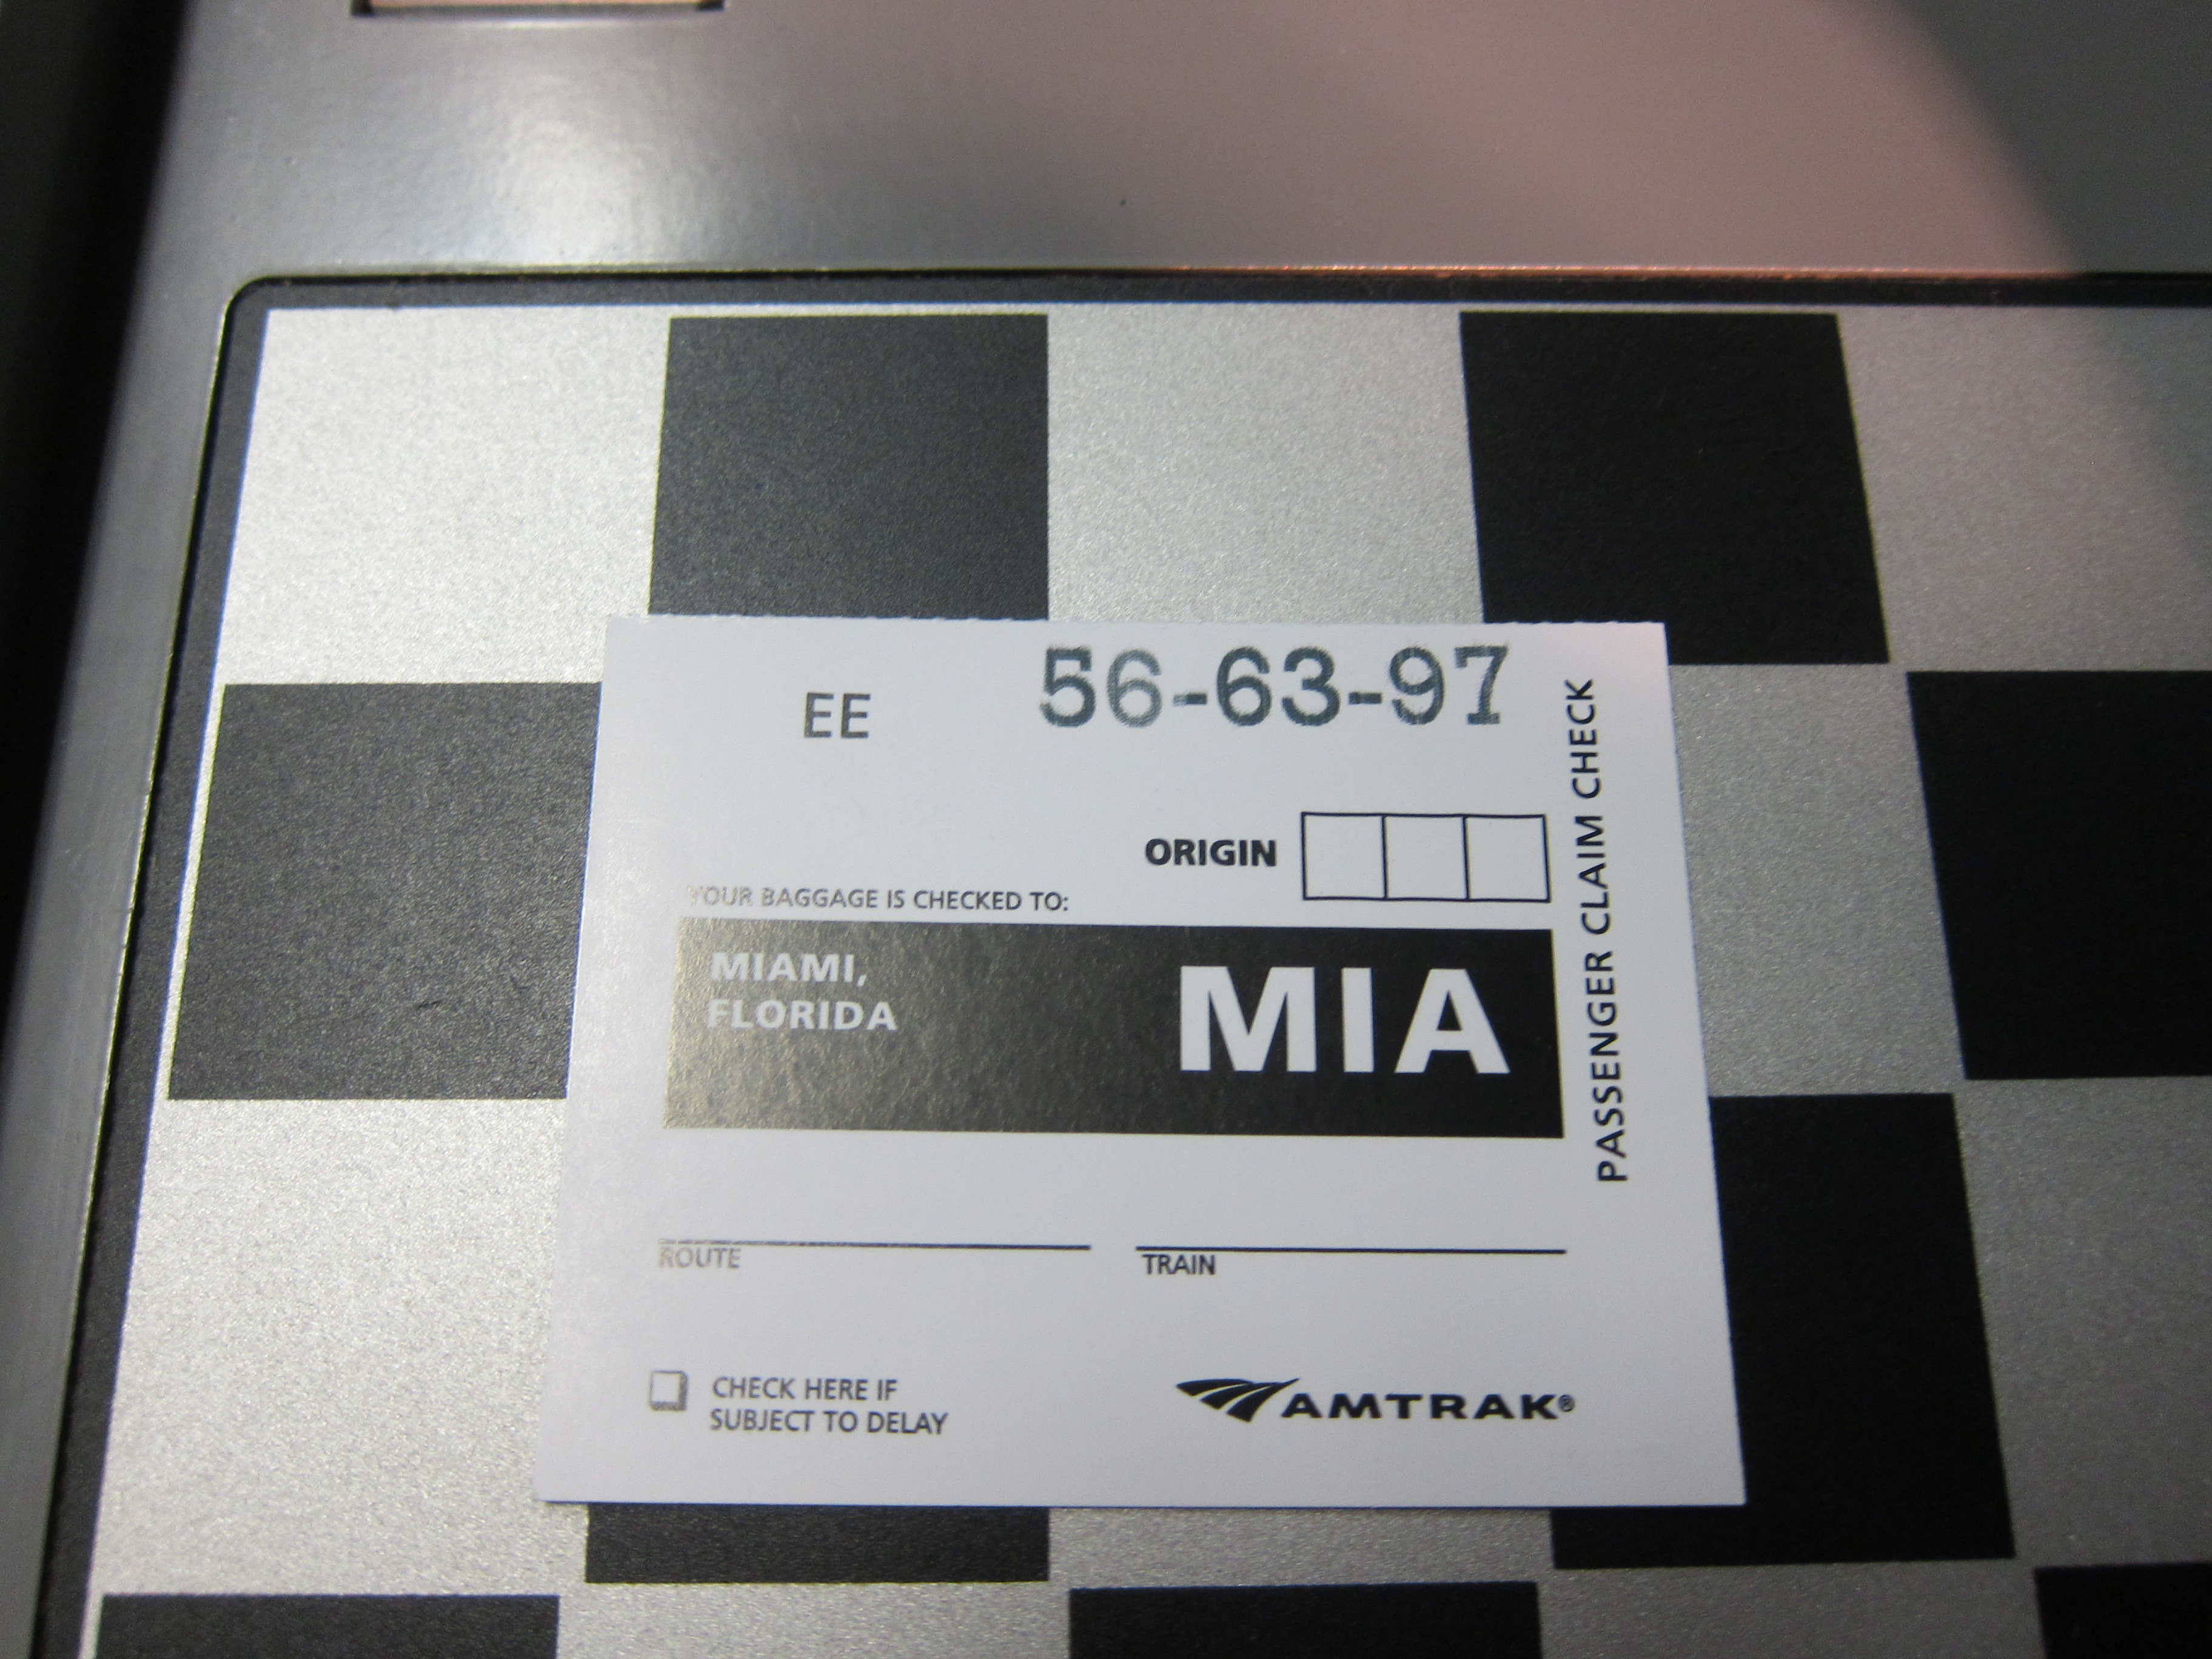 EE
56-63-97
ORIGIN
YOUR BAGGAGE IS CHECKED TO:
MIAMI,
FLORIDA
MIA
PASSENGER CLAIM CHECK
ROUTE
TRAIN
CHECK HERE IF
SUBJECT TO DELAY
AMTRAK®